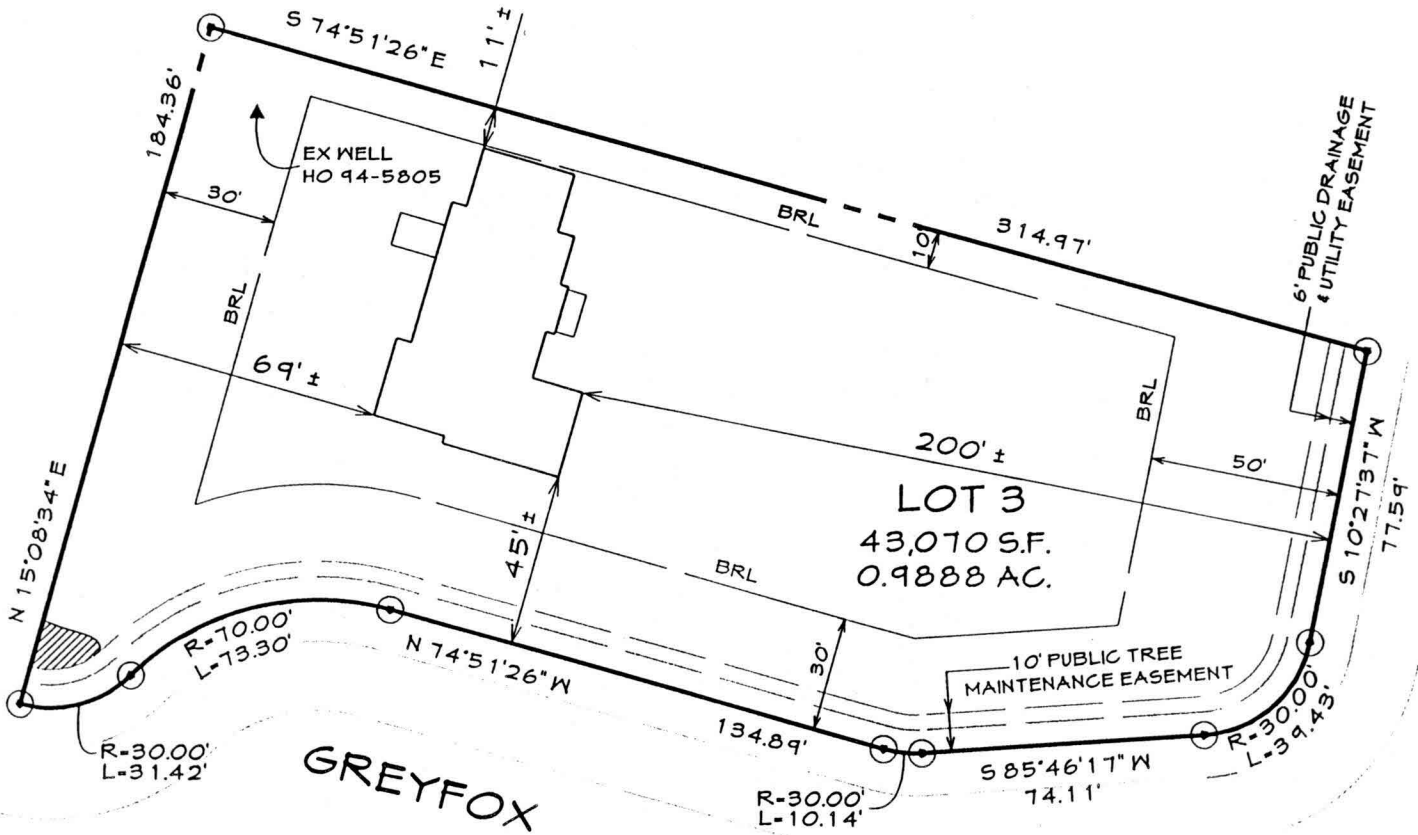 S 74°51'26" E
11' ±
184.36'
EX WELL
HO 94-5805
30'
BRL
BRL
10'
314.97'
6' PUBLIC DRAINAGE
& UTILITY EASEMENT
BRL
69' ±
200' ±
50'
LOT 3
43,070 S.F.
0.9888 AC.
S 10°27'37" W
77.59'
N 15°08'34" E
45' ±
BRL
R=70.00'
L=73.30'
N 74°51'26" W
30'
10' PUBLIC TREE
MAINTENANCE EASEMENT
134.89'
R=30.00'
L=39.43'
R=30.00'
L=31.42'
S 85°46'17" W
74.11'
R=30.00'
L=10.14'
GREYFOX